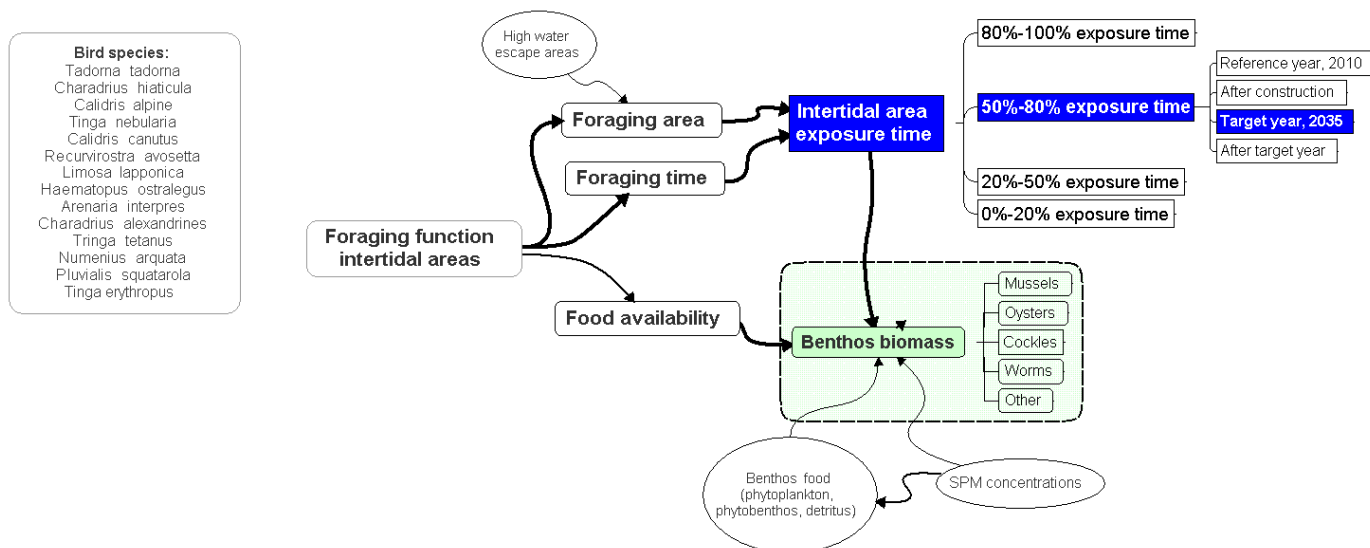 Bird species:
Tadorna tadorna
Charadrius hiaticula
Calidris alpine
Tinga nebularia
Calidris canutus
Recurvirostra avosetta
Limosa lapponica
Haematopus ostralegus
Arenaria interpres
Charadrius alexandrines
Tringa tetanus
Numenius arquata
Pluvialis squatarola
Tinga erythropus
High water
escape areas
Foraging function
intertidal areas
Foraging area
Foraging time
Food availability
Intertidal area
exposure time
80%-100% exposure time
50%-80% exposure time
20%-50% exposure time
0%-20% exposure time
Reference year, 2010
After construction
Target year, 2035
After target year
Benthos biomass
Mussels
Oysters
Cockles
Worms
Other
Benthos food
(phytoplankton,
phytobenthos, detritus)
SPM concentrations